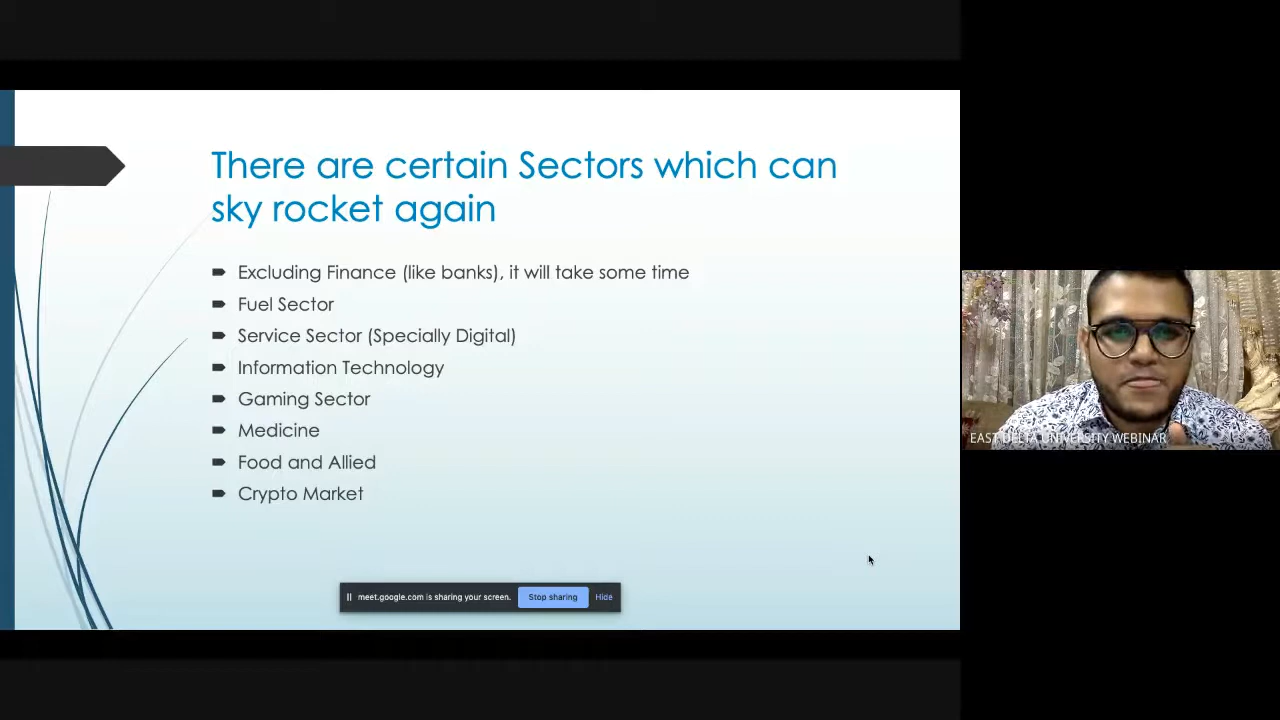 There are certain Sectors which can
sky rocket again
Excluding Finance (like banks), it will take some time
Fuel Sector
Service Sector (Specially Digital)
Information Technology
Gaming Sector
Medicine
Food and Allied
Crypto Market
meet.google.com is sharing your screen. Stop sharing Hide
EAST DELTA UNIVERSITY WEBINAR